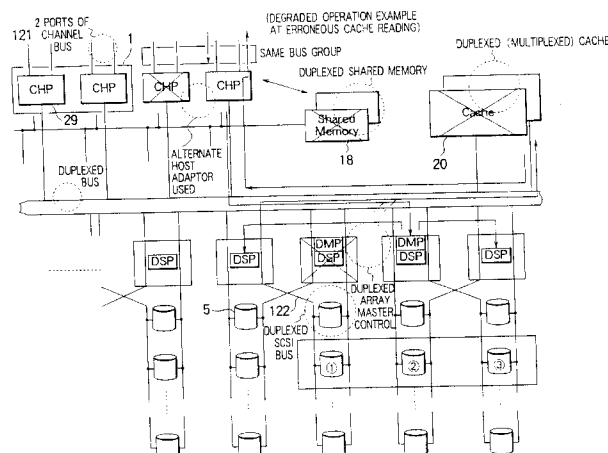 2 PORTS OF
CHANNEL
BUS
121
1
(DEGRADED OPERATION EXAMPLE
AT ERRONEOUS CACHE READING)
SAME BUS GROUP
DUPLEXED SHARED MEMORY
DUPLEXED (MULTIPLEXED) CACHE
CHP
CHP
CHP
CHP
Shared
Memory
Cache
29
18
20
ALTERNATE
HOST
ADAPTOR
USED
DUPLEXED
BUS
DSP
DSP
DMP
DSP
DMP
DSP
DSP
DUPLEXED
ARRAY
MASTER
CONTROL
5
122
DUPLEXED
SCSI
BUS
①
②
③